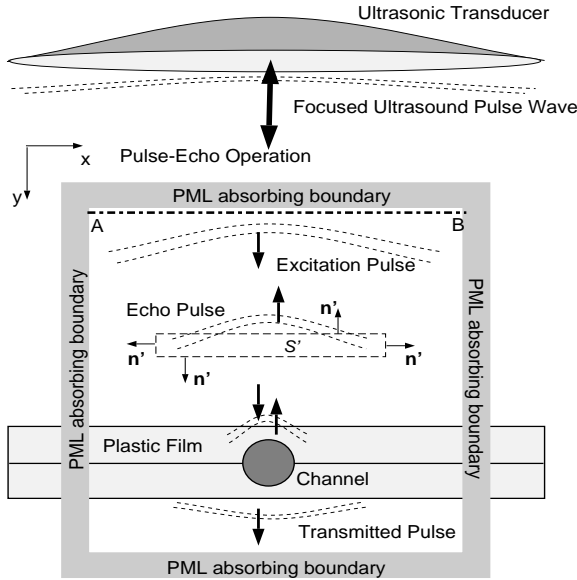 Ultrasonic Transducer
Focused Ultrasound Pulse Wave
x
Pulse-Echo Operation
y
PML absorbing boundary
A
B
Excitation Pulse
Echo Pulse
n'
S'
n'
n'
n'
PML absorbing boundary
PML absorbing boundary
Plastic Film
Channel
Transmitted Pulse
PML absorbing boundary